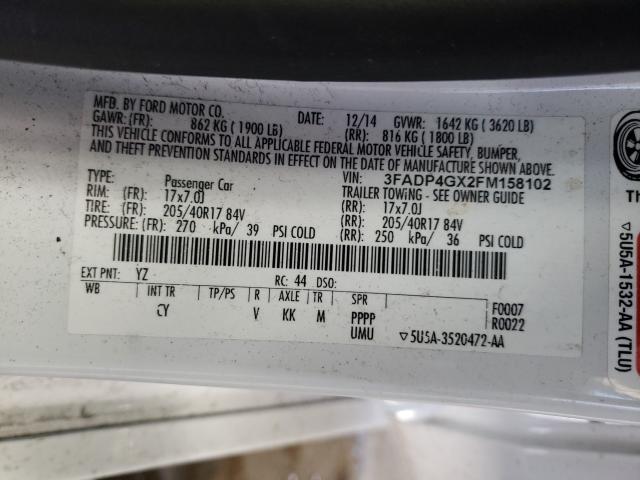 MFD. BY FORD MOTOR CO.
DATE: 12/14 GVWR: 1642 KG ( 3620 LB)
GAWR: (FR): 862 KG ( 1900 LB) (RR): 816 KG ( 1800 LB)
THIS VEHICLE CONFORMS TO ALL APPLICABLE FEDERAL MOTOR VEHICLE SAFETY, BUMPER,
AND THEFT PREVENTION STANDARDS IN EFFECT ON THE DATE OF MANUFACTURE SHOWN ABOVE.
VIN: 3FADP4GX2FM158102
TYPE: Passenger Car TRAILER TOWING - SEE OWNER GUIDE
RIM: (FR): 17x7.0J (RR): 17x7.0J
TIRE: (FR): 205/40R17 84V (RR): 205/40R17 84V
PRESSURE: (FR): 270 kPa/ 39 PSI COLD (RR): 250 kPa/ 36 PSI COLD
EXT PNT: YZ RC: 44 DSO:
WB INT TR TP/PS R AXLE TR SPR F0007
CY V KK M PPPP R0022
UMU ▽5U5A-3520472-AA
Th
▽5U5A-1532-AA (TLU)